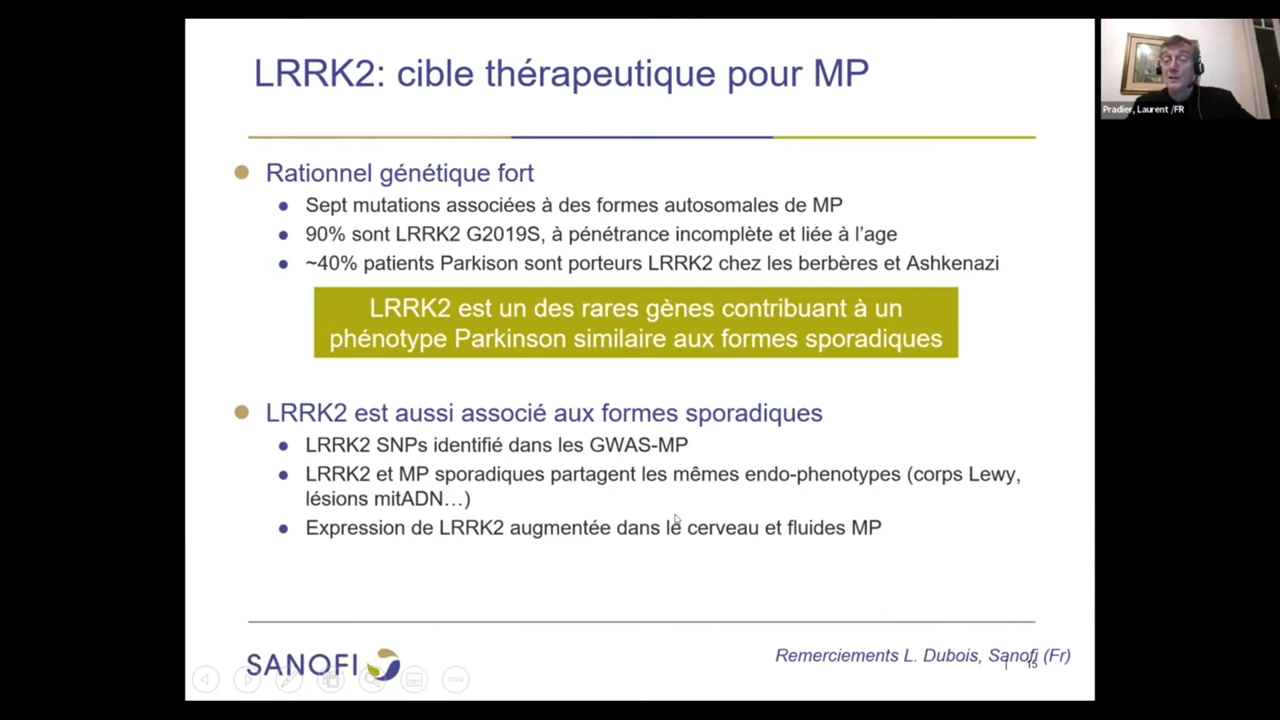 LRRK2: cible thérapeutique pour MP
Pradier, Laurent /FR
Rationnel génétique fort
Sept mutations associées à des formes autosomales de MP
90% sont LRRK2 G2019S, à pénétrance incomplète et liée à l’age
~40% patients Parkison sont porteurs LRRK2 chez les berbères et Ashkenazi
LRRK2 est un des rares gènes contribuant à un
phénotype Parkinson similaire aux formes sporadiques
LRRK2 est aussi associé aux formes sporadiques
LRRK2 SNPs identifié dans les GWAS-MP
LRRK2 et MP sporadiques partagent les mêmes endo-phenotypes (corps Lewy,
lésions mitADN…)
Expression de LRRK2 augmentée dans le cerveau et fluides MP
SANOFI
Remerciements L. Dubois, Sanofi (Fr)